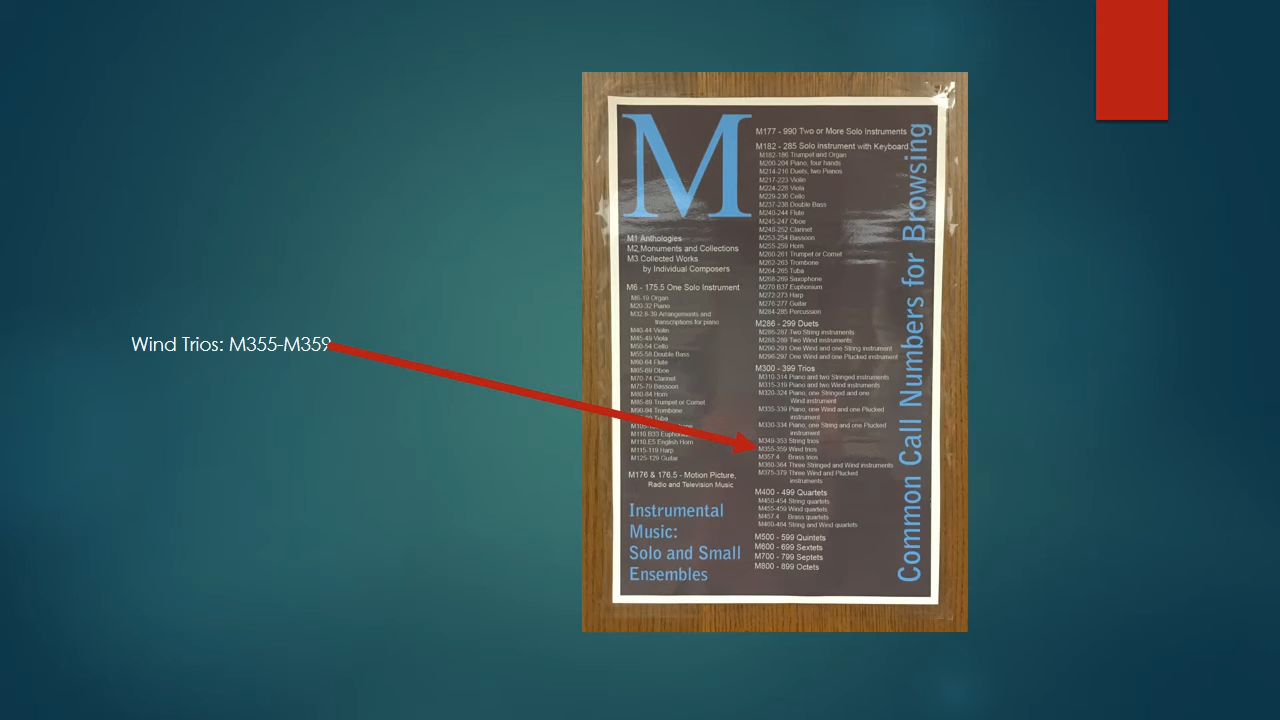 Wind Trios: M355-M359
M
M1 Anthologies
M2 Monuments and Collections
M3 Collected Works
by Individual Composers
M6 - 175.5 One Solo Instrument
M6-19 Organ
M20-32 Piano
M32.8-39 Arrangements and
transcriptions for piano
M40-44 Violin
M45-49 Viola
M50-54 Cello
M55-58 Double Bass
M60-64 Flute
M65-69 Oboe
M70-74 Clarinet
M75-79 Bassoon
M80-84 Horn
M85-89 Trumpet or Cornet
M90-94 Trombone
Tuba
M110.B33 Euphonium
M110.E5 English Horn
M115-119 Harp
M125-129 Guitar
M176 & 176.5 - Motion Picture,
Radio and Television Music
Instrumental
Music:
Solo and Small
Ensembles
M177 - 990 Two or More Solo Instruments
M182 - 285 Solo instrument with Keyboard
M182-186 Trumpet and Organ
M200-204 Piano, four hands
M214-216 Duets, two Pianos
M217-223 Violin
M224-228 Viola
M229-236 Cello
M237-238 Double Bass
M240-244 Flute
M245-247 Oboe
M248-252 Clarinet
M253-254 Bassoon
M255-259 Horn
M260-261 Trumpet or Cornet
M262-263 Trombone
M264-265 Tuba
M268-269 Saxophone
M270.B37 Euphonium
M272-273 Harp
M276-277 Guitar
M284-285 Percussion
M286 - 299 Duets
M286-287 Two String instruments
M288-289 Two Wind instruments
M290-291 One Wind and one String instrument
M296-297 One Wind and one Plucked instrument
M300 - 399 Trios
M310-314 Piano and two Stringed instruments
M315-319 Piano and two Wind instruments
M320-324 Piano, one Stringed and one
Wind instrument
M335-339 Piano, one Wind and one Plucked
instrument
M330-334 Piano, one String and one Plucked
instrument
M349-353 String trios
M355-359 Wind trios
M357.4 Brass trios
M360-364 Three Stringed and Wind instruments
M375-379 Three Wind and Plucked
instruments
M400 - 499 Quartets
M450-454 String quartets
M455-459 Wind quartets
M457.4 Brass quartets
M460-464 String and Wind quartets
M500 - 599 Quintets
M600 - 699 Sextets
M700 - 799 Septets
M800 - 899 Octets
Common Call Numbers for Browsing